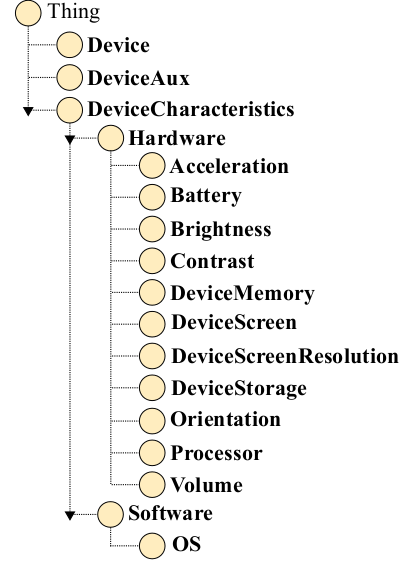 Thing
Device
DeviceAux
DeviceCharacteristics
Hardware
Acceleration
Battery
Brightness
Contrast
DeviceMemory
DeviceScreen
DeviceScreenResolution
DeviceStorage
Orientation
Processor
Volume
Software
OS